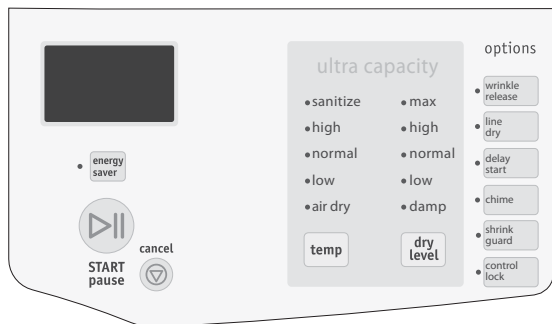 energy
saver
START
pause
cancel
ultra capacity
sanitize
high
normal
low
air dry
temp
max
high
normal
low
damp
dry
level
options
wrinkle
release
line
dry
delay
start
chime
shrink
guard
control
lock